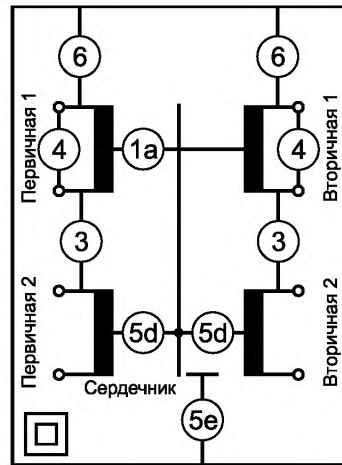 6
6
Первичная 1
4
1a
4
Вторичная 1
3
3
Первичная 2
5d
5d
Вторичная 2
Сердечник
5e